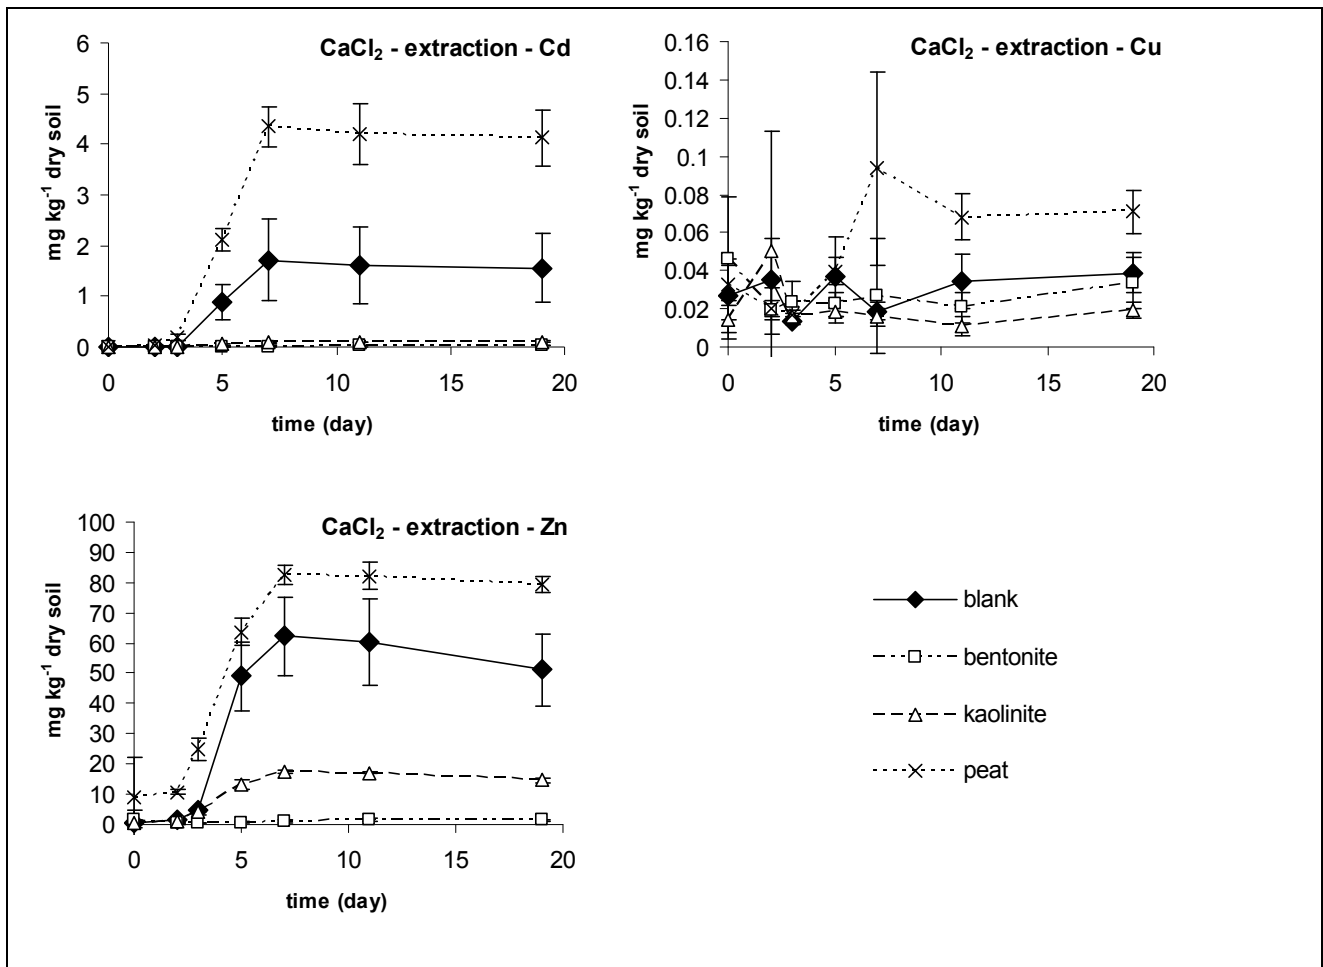 CaCl₂ - extraction - Cd
6
5
4
3
2
1
0
mg kg⁻¹ dry soil
0 5 10 15 20
time (day)
CaCl₂ - extraction - Cu
0.16
0.14
0.12
0.1
0.08
0.06
0.04
0.02
0
mg kg⁻¹ dry soil
0 5 10 15 20
time (day)
CaCl₂ - extraction - Zn
100
90
80
70
60
50
40
30
20
10
0
mg kg⁻¹ dry soil
0 5 10 15 20
time (day)
blank
bentonite
kaolinite
peat